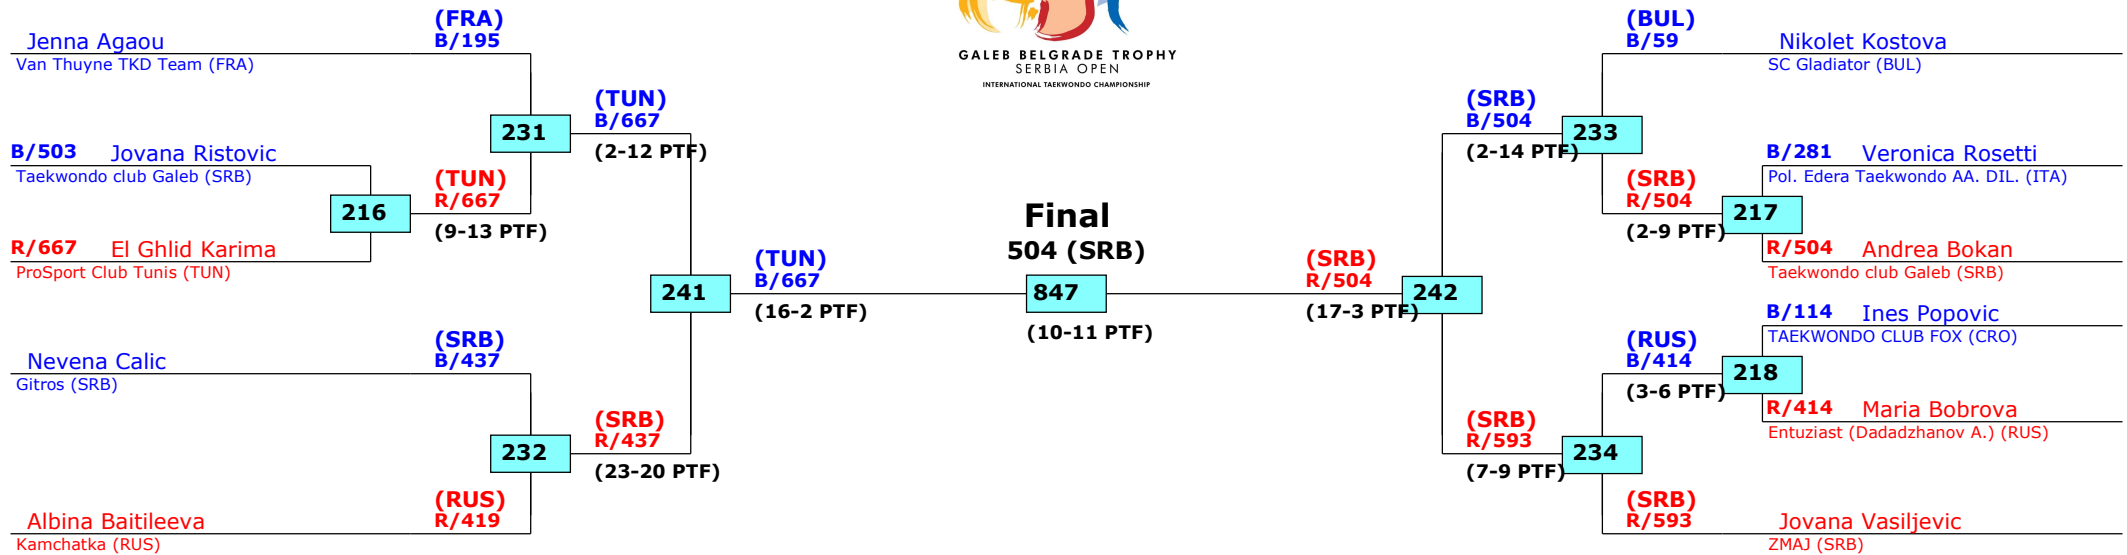 GALEB BELGRADE TROPHY
SERBIA OPEN
INTERNATIONAL TAEKWONDO CHAMPIONSHIP
Jenna Agaou
Van Thuyne TKD Team (FRA)
(FRA)
B/195
B/503 Jovana Ristovic
Taekwondo club Galeb (SRB)
216
R/667 El Ghlid Karima
ProSport Club Tunis (TUN)
(TUN)
R/667
(9-13 PTF)
231
(TUN)
B/667
(2-12 PTF)
Nevena Calic
Gitros (SRB)
(SRB)
B/437
232
Albina Baitileeva
Kamchatka (RUS)
(RUS)
R/419
(SRB)
R/437
(23-20 PTF)
241
(TUN)
B/667
(16-2 PTF)
Final
504 (SRB)
847
(10-11 PTF)
(SRB)
R/504
(17-3 PTF)
242
(SRB)
B/504
(2-14 PTF)
233
(BUL)
B/59
Nikolet Kostova
SC Gladiator (BUL)
(SRB)
R/504
(2-9 PTF)
217
B/281 Veronica Rosetti
Pol. Edera Taekwondo AA. DIL. (ITA)
R/504 Andrea Bokan
Taekwondo club Galeb (SRB)
(SRB)
R/593
(7-9 PTF)
234
(RUS)
B/414
(3-6 PTF)
218
B/114 Ines Popovic
TAEKWONDO CLUB FOX (CRO)
R/414 Maria Bobrova
Entuziast (Dadadzhanov A.) (RUS)
(SRB)
R/593
Jovana Vasiljevic
ZMAJ (SRB)